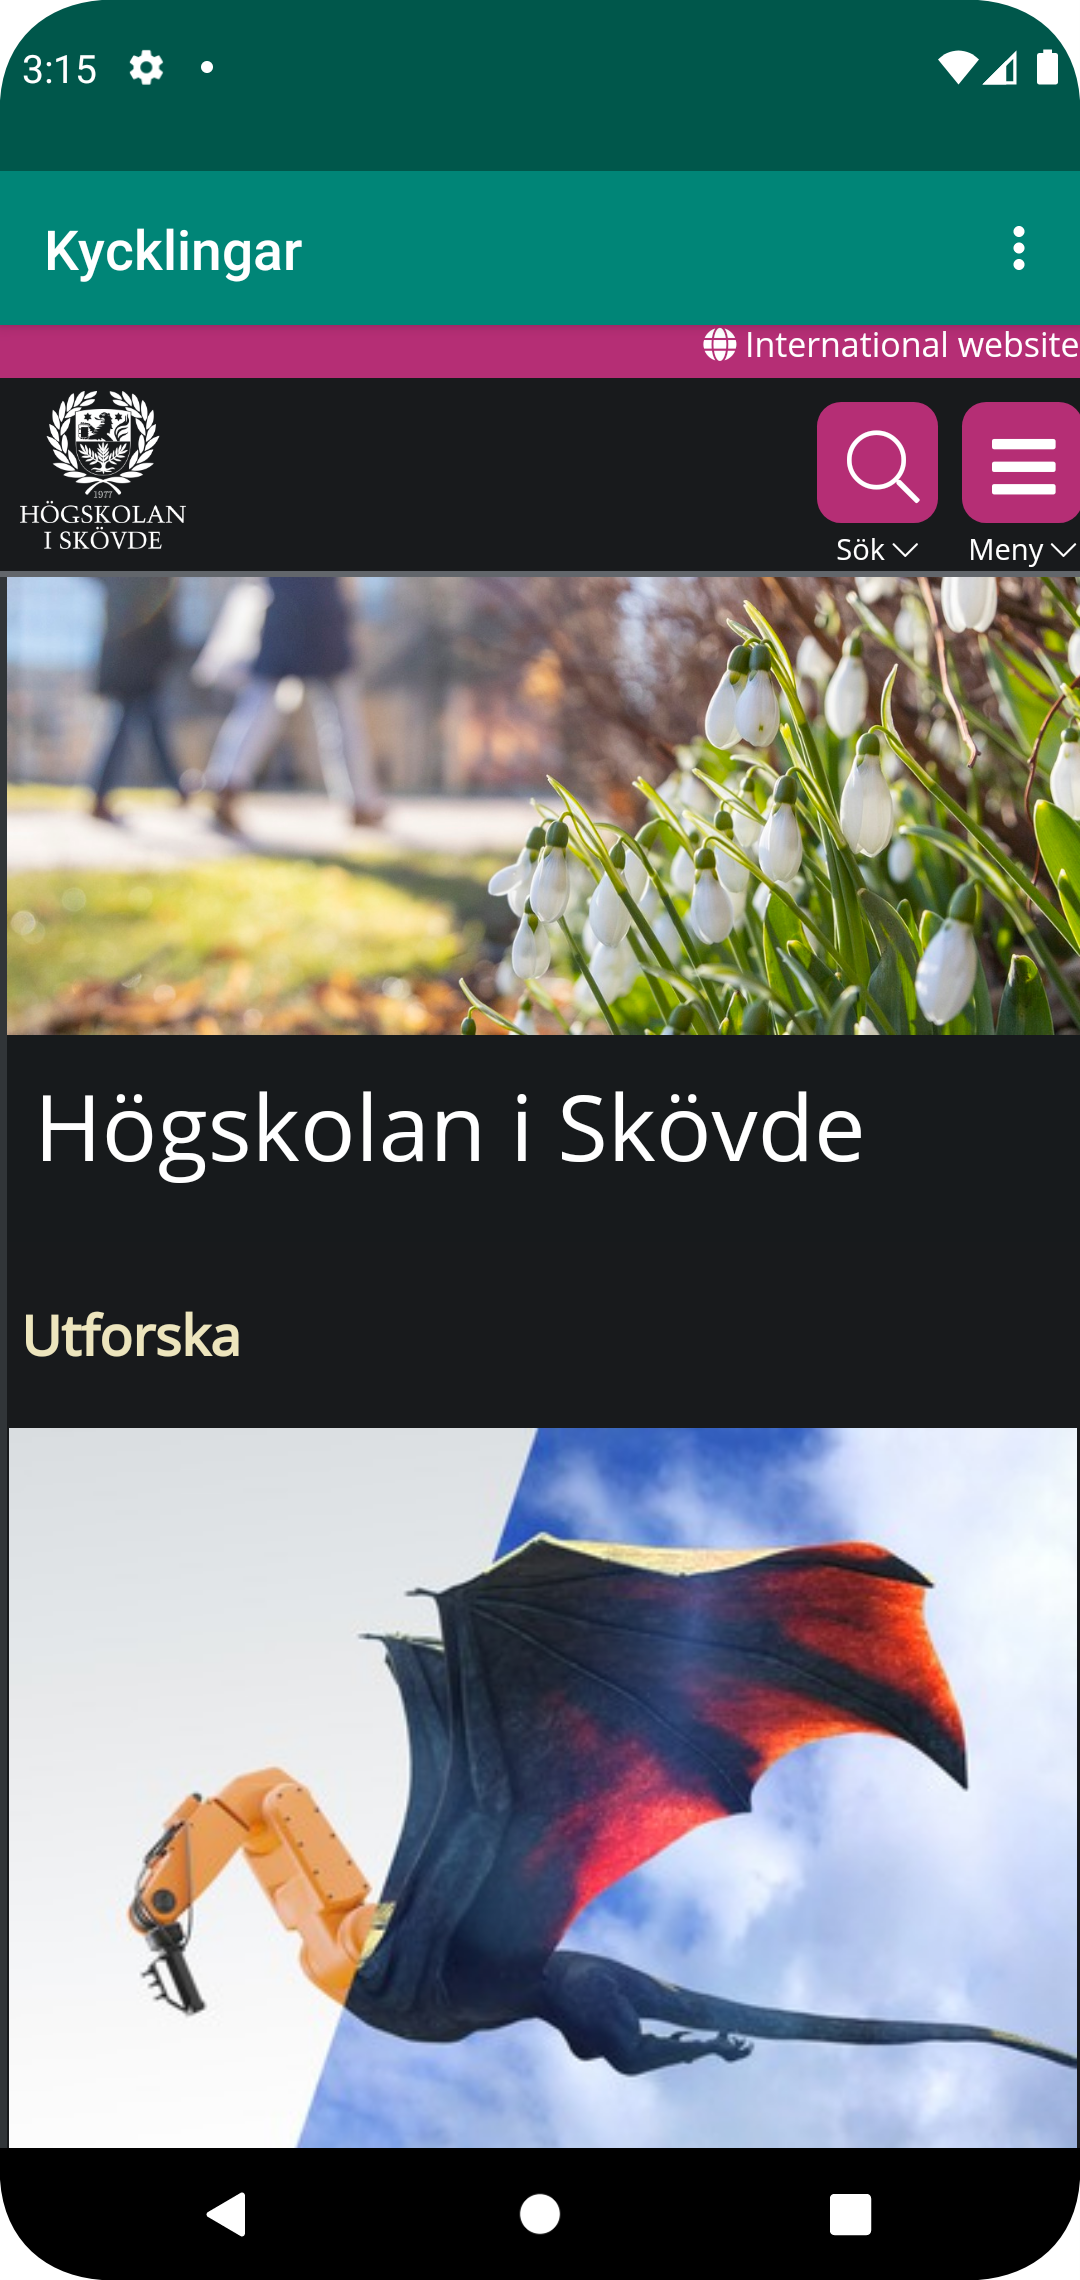 3:15
Kycklingar
International website
1977
HÖGSKOLAN
I SKÖVDE
Sök
Meny
Högskolan i Skövde
Utforska